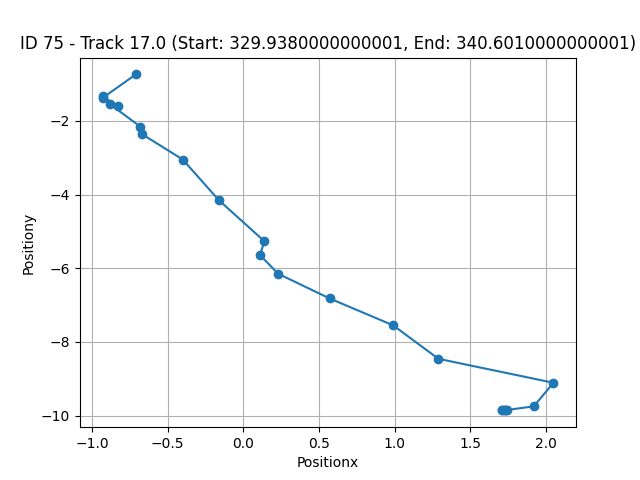 ID 75 - Track 17.0 (Start: 329.9380000000001, End: 340.6010000000001)
Positiony
−2
−4
−6
−8
−10
−1.0 −0.5 0.0 0.5 1.0 1.5 2.0
Positionx